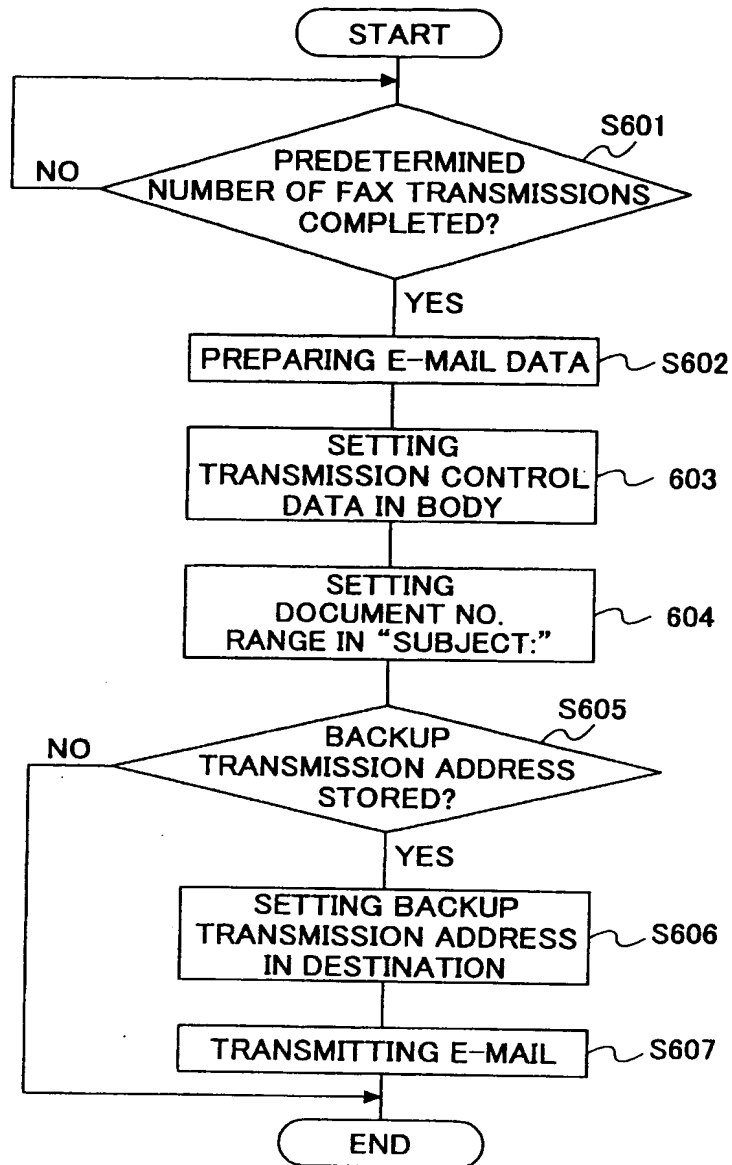 START
S601
NO
PREDETERMINED
NUMBER OF FAX TRANSMISSIONS
COMPLETED?
YES
PREPARING E-MAIL DATA
S602
SETTING
TRANSMISSION CONTROL
DATA IN BODY
603
SETTING
DOCUMENT NO.
RANGE IN “SUBJECT:”
604
S605
NO
BACKUP
TRANSMISSION ADDRESS
STORED?
YES
SETTING BACKUP
TRANSMISSION ADDRESS
IN DESTINATION
S606
TRANSMITTING E-MAIL
S607
END